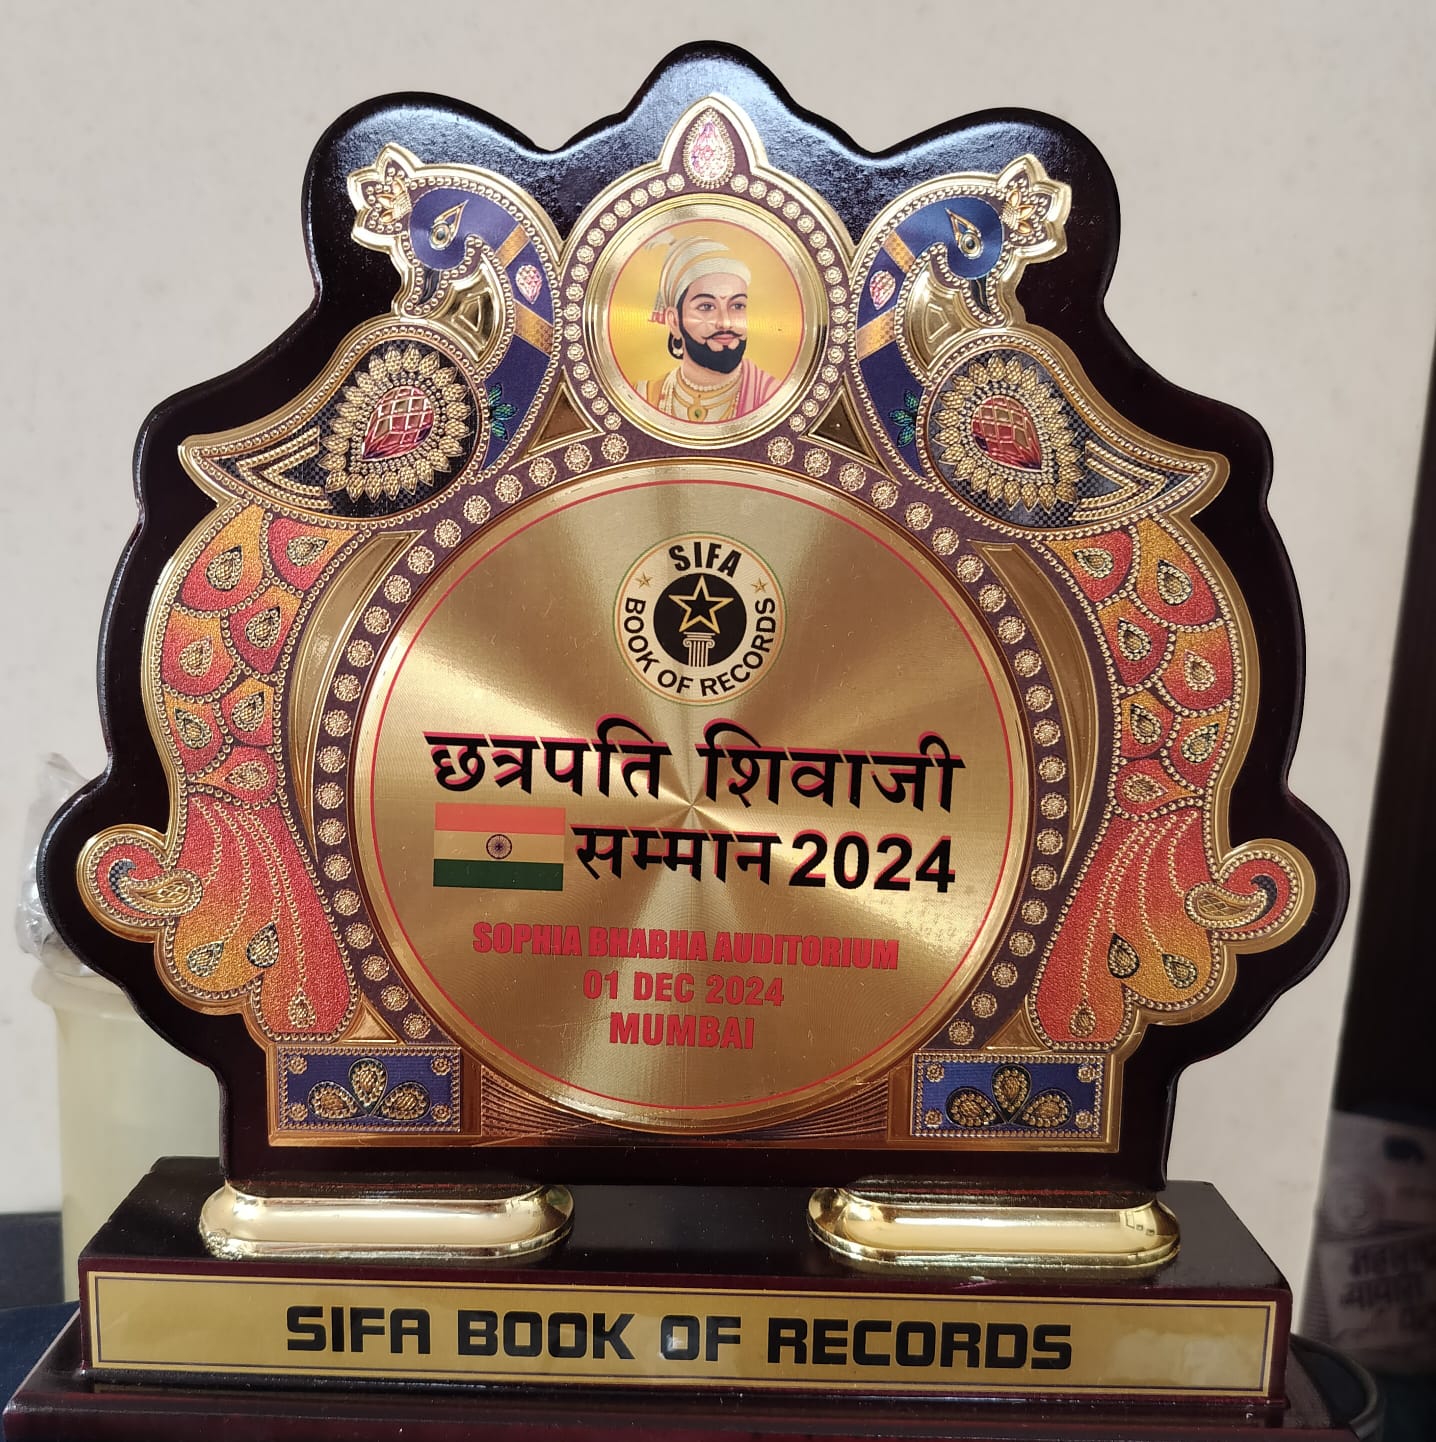 SIFA
BOOK OF RECORDS
छत्रपति शिवाजी
सम्मान 2024
SOPHIA BHABHA AUDITORIUM
01 DEC 2024
MUMBAI
SIFA BOOK OF RECORDS